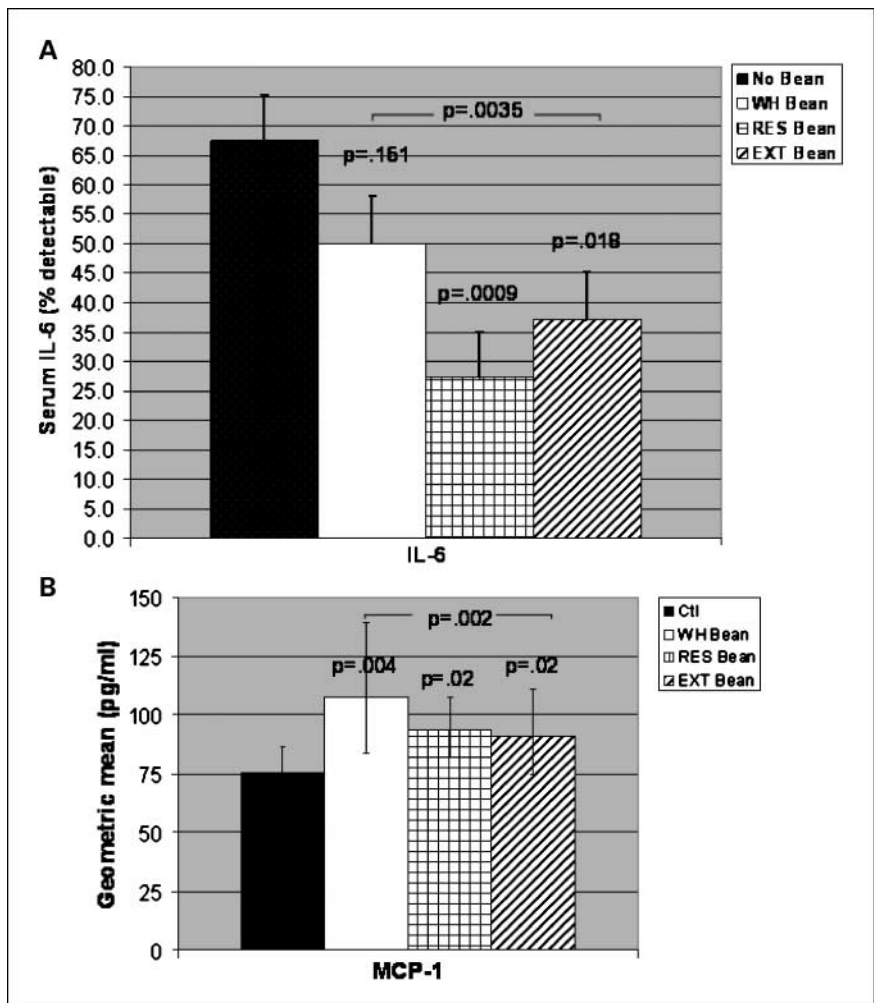 A
80.0
75.0
70.0
65.0
60.0
55.0
50.0
45.0
40.0
35.0
30.0
25.0
20.0
15.0
10.0
5.0
0.0
Serum IL-6 (% detectable)
p=.0035
p=.161
p=.0009
p=.018
IL-6
No Bean
WH Bean
RES Bean
EXT Bean
B
150
125
100
75
50
25
0
Geometric mean (pg/ml)
p=.002
p=.004
p=.02
p=.02
MCP-1
Ctl
WH Bean
RES Bean
EXT Bean